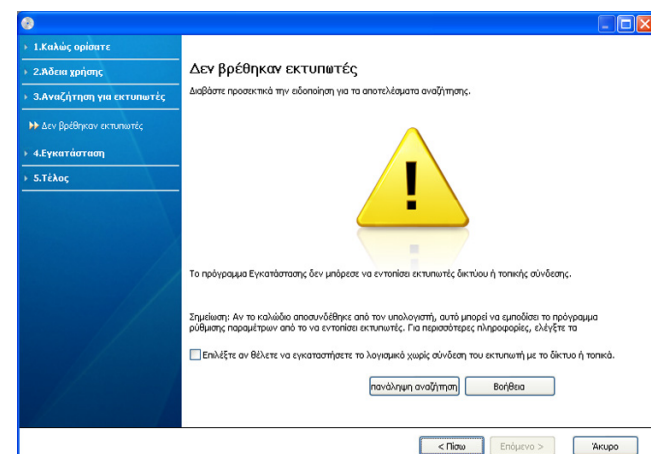 1.Καλώς ορίσατε
2.Άδεια χρήσης
3.Αναζήτηση για εκτυπωτές
Δεν βρέθηκαν εκτυπωτές
4.Εγκατάσταση
5.Τέλος
Δεν βρέθηκαν εκτυπωτές
Διαβάστε προσεκτικά την ειδοποίηση για τα αποτελέσματα αναζήτησης.
Το πρόγραμμα Εγκατάστασης δεν μπόρεσε να εντοπίσει εκτυπωτές δικτύου ή τοπικής σύνδεσης.
Σημείωση: Αν το καλώδιο αποσυνδέθηκε από τον υπολογιστή, αυτό μπορεί να εμποδίσει το πρόγραμμα
ρύθμισης παραμέτρων από το να εντοπίσει εκτυπωτές. Για περισσότερες πληροφορίες, ελέγξτε τα
Επιλέξτε αν θέλετε να εγκαταστήσετε το λογισμικό χωρίς σύνδεση του εκτυπωτή με το δίκτυο ή τοπικά.
πανάληψη αναζήτηση
Βοήθεια
< Πίσω
Επόμενο >
Άκυρο